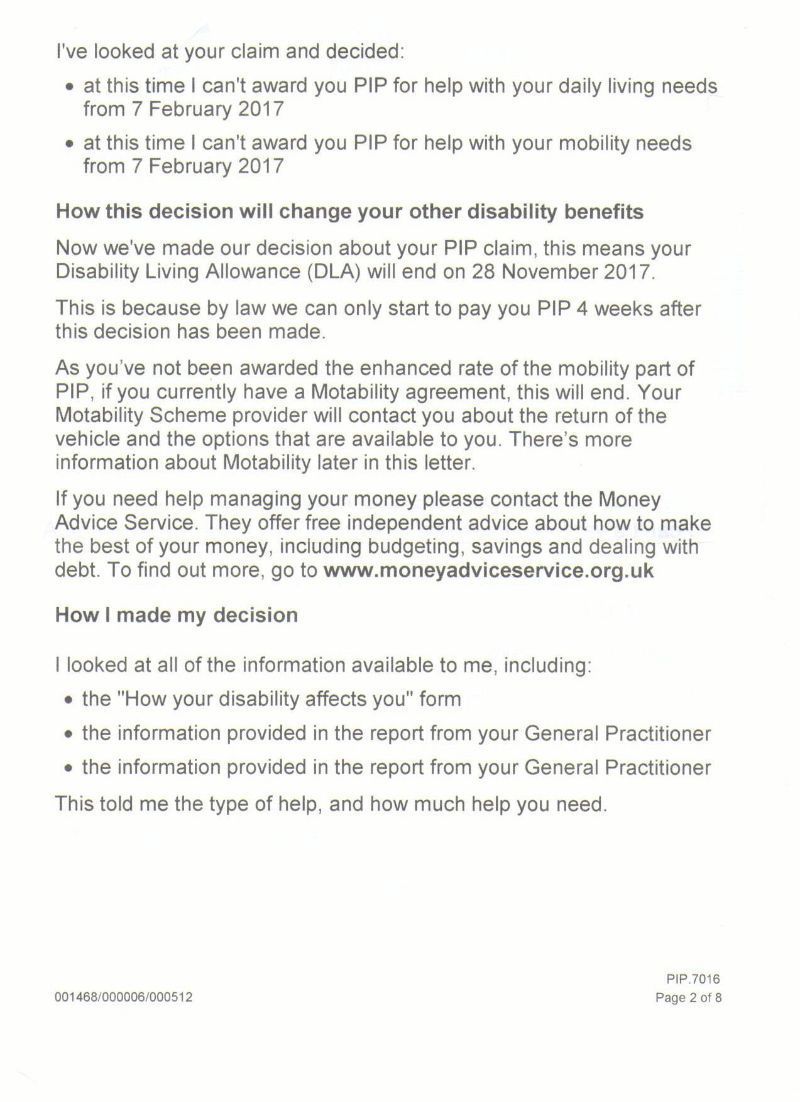 I've looked at your claim and decided:
• at this time I can't award you PIP for help with your daily living needs
from 7 February 2017
• at this time I can't award you PIP for help with your mobility needs
from 7 February 2017
How this decision will change your other disability benefits
Now we've made our decision about your PIP claim, this means your
Disability Living Allowance (DLA) will end on 28 November 2017.
This is because by law we can only start to pay you PIP 4 weeks after
this decision has been made.
As you've not been awarded the enhanced rate of the mobility part of
PIP, if you currently have a Motability agreement, this will end. Your
Motability Scheme provider will contact you about the return of the
vehicle and the options that are available to you. There's more
information about Motability later in this letter.
If you need help managing your money please contact the Money
Advice Service. They offer free independent advice about how to make
the best of your money, including budgeting, savings and dealing with
debt. To find out more, go to www.moneyadviceservice.org.uk
How I made my decision
I looked at all of the information available to me, including:
• the "How your disability affects you" form
• the information provided in the report from your General Practitioner
• the information provided in the report from your General Practitioner
This told me the type of help, and how much help you need.
PIP.7016
001468/000006/000512 Page 2 of 8